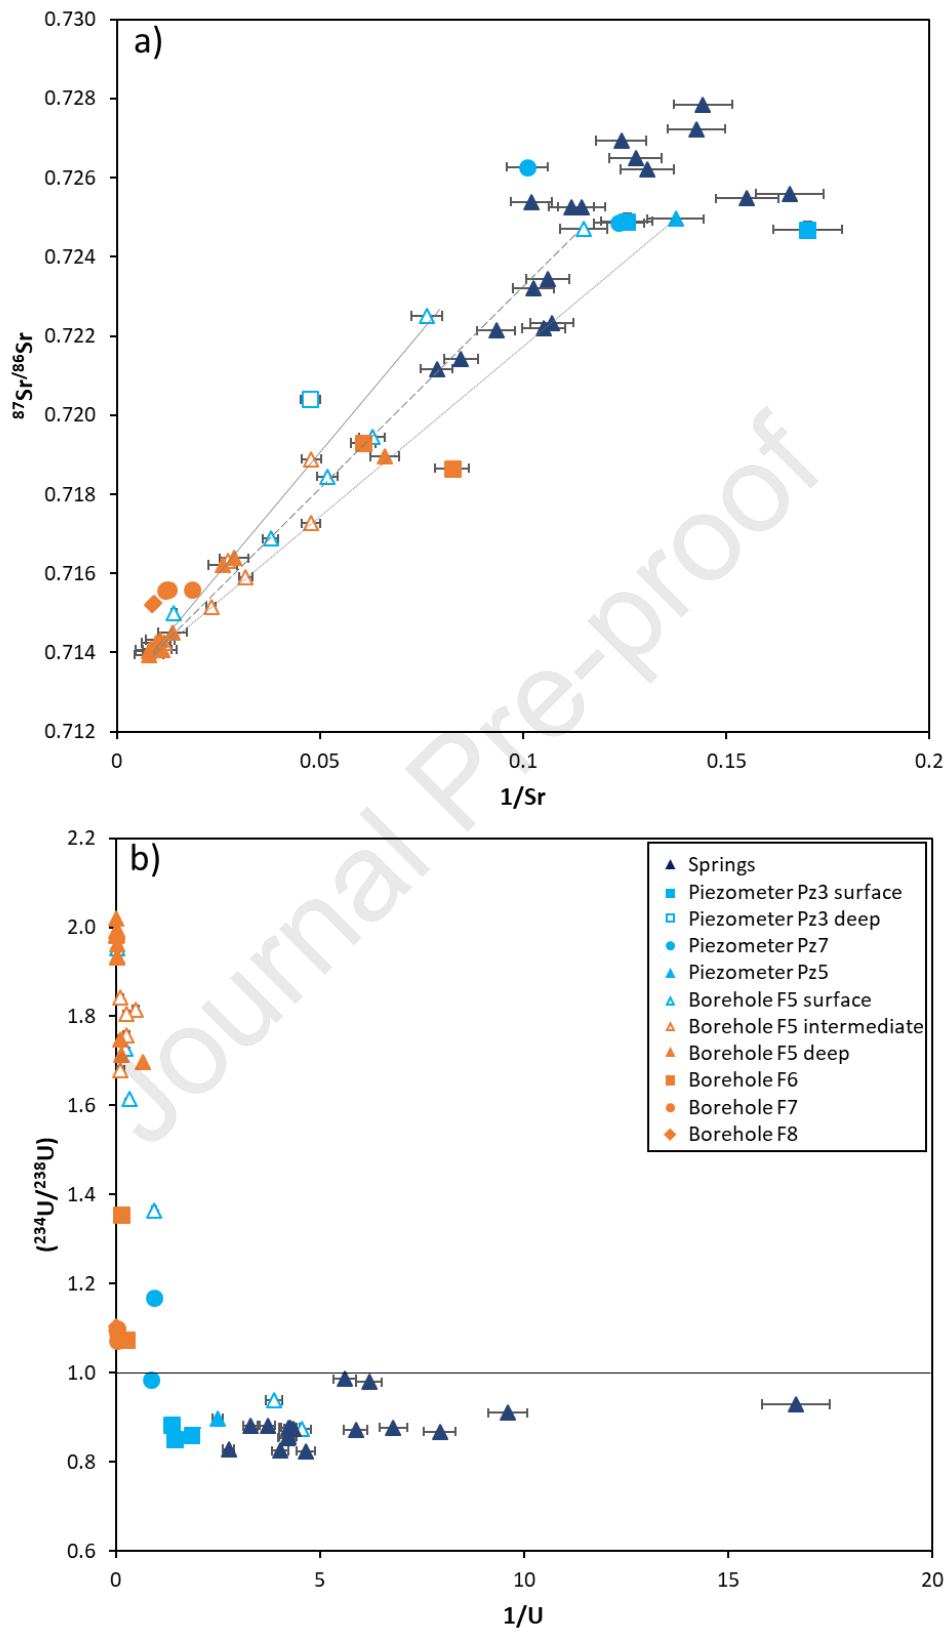 a)
0.730
0.728
0.726
0.724
0.722
0.720
0.718
0.716
0.714
0.712
⁸⁷Sr/⁸⁶Sr
0
0.05
0.1
0.15
0.2
1/Sr
Journal Pre-proof
b)
2.2
2.0
1.8
1.6
1.4
1.2
1.0
0.8
0.6
(²³⁴U/²³⁸U)
Springs
Piezometer Pz3 surface
Piezometer Pz3 deep
Piezometer Pz7
Piezometer Pz5
Borehole F5 surface
Borehole F5 intermediate
Borehole F5 deep
Borehole F6
Borehole F7
Borehole F8
0
5
10
15
20
1/U